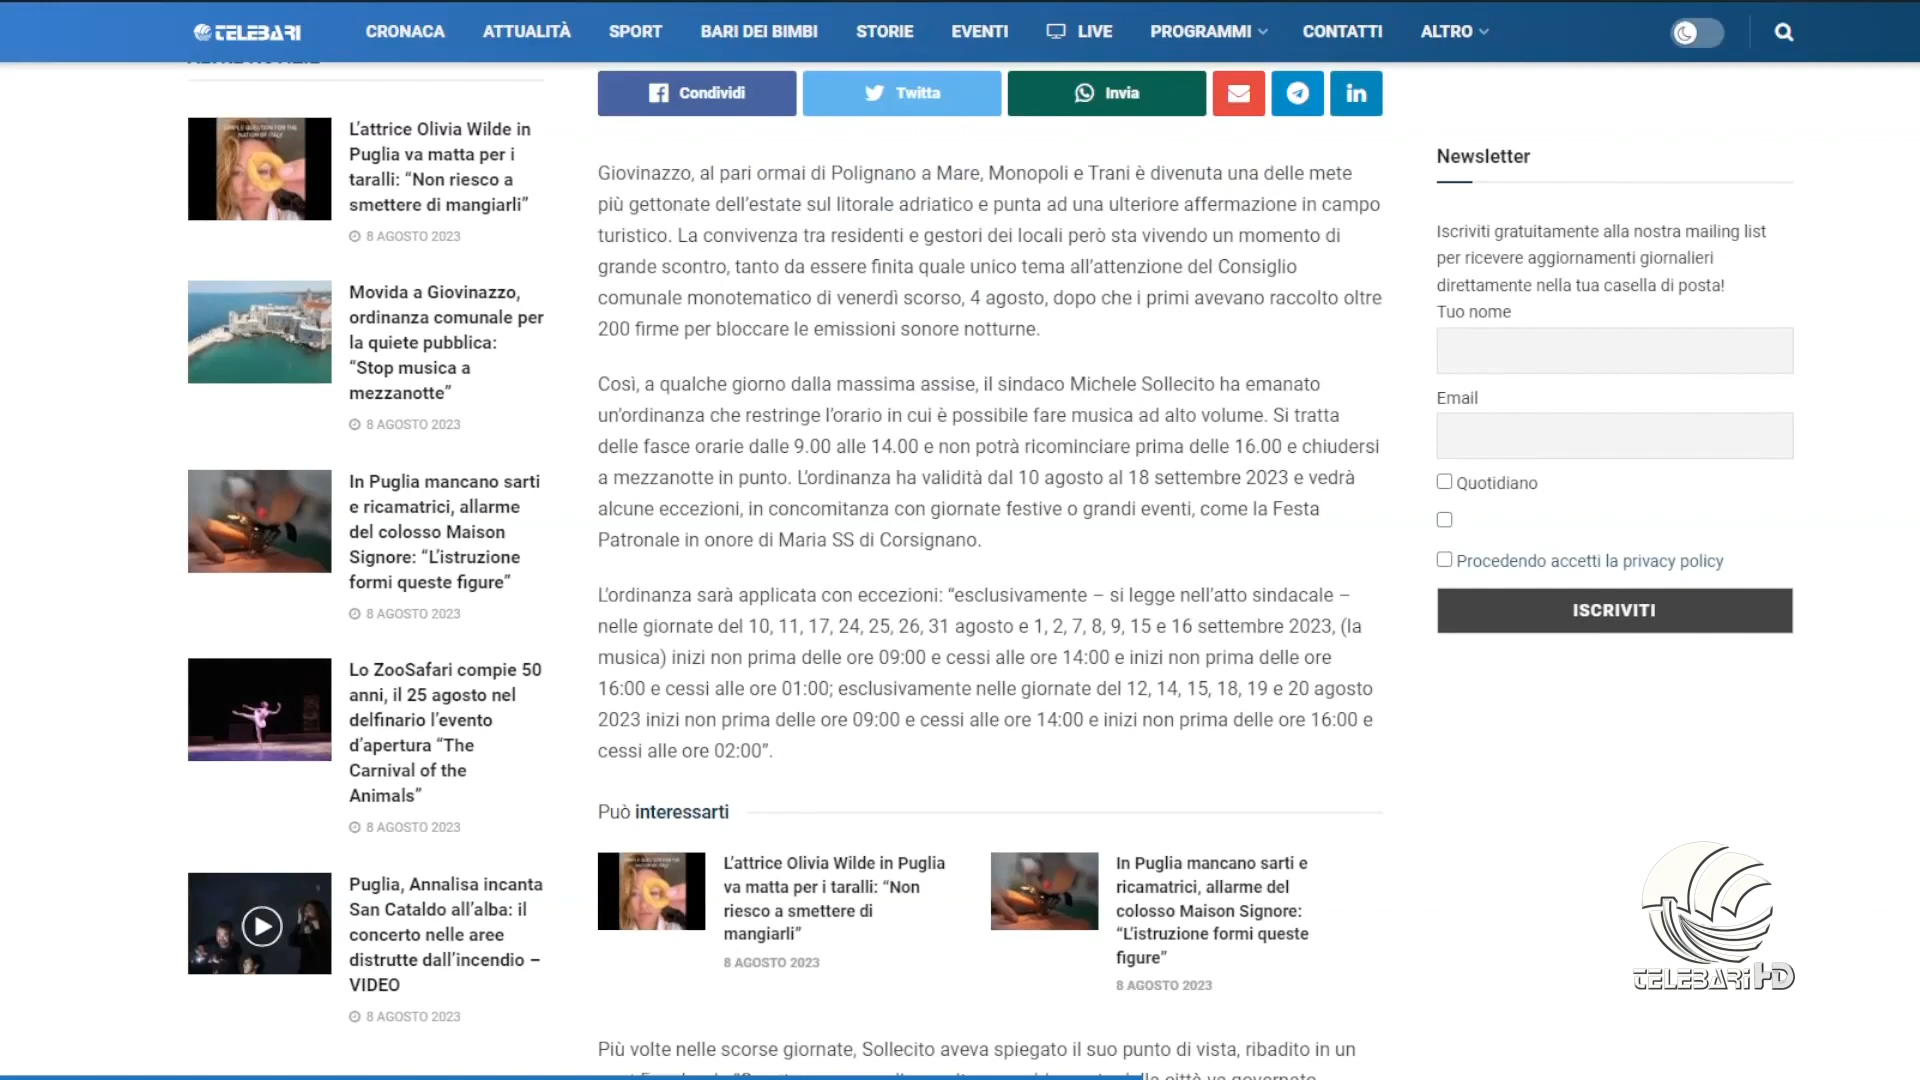 TELEBARI
CRONACA
ATTUALITÀ
SPORT
BARI DEI BIMBI
STORIE
EVENTI
LIVE
PROGRAMMI
CONTATTI
ALTRO
L’attrice Olivia Wilde in
Puglia va matta per i
taralli: “Non riesco a
smettere di mangiarli”
8 AGOSTO 2023
Movida a Giovinazzo,
ordinanza comunale per
la quiete pubblica:
“Stop musica a
mezzanotte”
8 AGOSTO 2023
In Puglia mancano sarti
e ricamatrici, allarme
del colosso Maison
Signore: “L’istruzione
formi queste figure”
8 AGOSTO 2023
Lo ZooSafari compie 50
anni, il 25 agosto nel
delfinario l’evento
d’apertura “The
Carnival of the
Animals”
8 AGOSTO 2023
Puglia, Annalisa incanta
San Cataldo all’alba: il
concerto nelle aree
distrutte dall’incendio –
VIDEO
8 AGOSTO 2023
Condividi
Twitta
Invia
Giovinazzo, al pari ormai di Polignano a Mare, Monopoli e Trani è divenuta una delle mete
più gettonate dell’estate sul litorale adriatico e punta ad una ulteriore affermazione in campo
turistico. La convivenza tra residenti e gestori dei locali però sta vivendo un momento di
grande scontro, tanto da essere finita quale unico tema all’attenzione del Consiglio
comunale monotematico di venerdì scorso, 4 agosto, dopo che i primi avevano raccolto oltre
200 firme per bloccare le emissioni sonore notturne.
Così, a qualche giorno dalla massima assise, il sindaco Michele Sollecito ha emanato
un’ordinanza che restringe l’orario in cui è possibile fare musica ad alto volume. Si tratta
delle fasce orarie dalle 9.00 alle 14.00 e non potrà ricominciare prima delle 16.00 e chiudersi
a mezzanotte in punto. L’ordinanza ha validità dal 10 agosto al 18 settembre 2023 e vedrà
alcune eccezioni, in concomitanza con giornate festive o grandi eventi, come la Festa
Patronale in onore di Maria SS di Corsignano.
L’ordinanza sarà applicata con eccezioni: “esclusivamente – si legge nell’atto sindacale –
nelle giornate del 10, 11, 17, 24, 25, 26, 31 agosto e 1, 2, 7, 8, 9, 15 e 16 settembre 2023, (la
musica) inizi non prima delle ore 09:00 e cessi alle ore 14:00 e inizi non prima delle ore
16:00 e cessi alle ore 01:00; esclusivamente nelle giornate del 12, 14, 15, 18, 19 e 20 agosto
2023 inizi non prima delle ore 09:00 e cessi alle ore 14:00 e inizi non prima delle ore 16:00 e
cessi alle ore 02:00”.
Può interessarti
L’attrice Olivia Wilde in Puglia
va matta per i taralli: “Non
riesco a smettere di
mangiarli”
8 AGOSTO 2023
In Puglia mancano sarti e
ricamatrici, allarme del
colosso Maison Signore:
“L’istruzione formi queste
figure”
8 AGOSTO 2023
Più volte nelle scorse giornate, Sollecito aveva spiegato il suo punto di vista, ribadito in un
Newsletter
Iscriviti gratuitamente alla nostra mailing list
per ricevere aggiornamenti giornalieri
direttamente nella tua casella di posta!
Tuo nome
Email
Quotidiano
Procedendo accetti la privacy policy
ISCRIVITI
TELEBARI HD